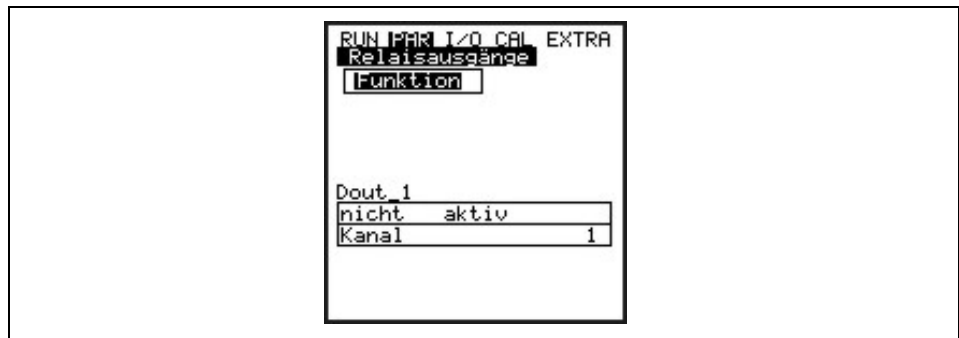 RUN PAR I/O CAL EXTRA
Relaisausgänge
Funktion
Dout_1
nicht aktiv
Kanal 1